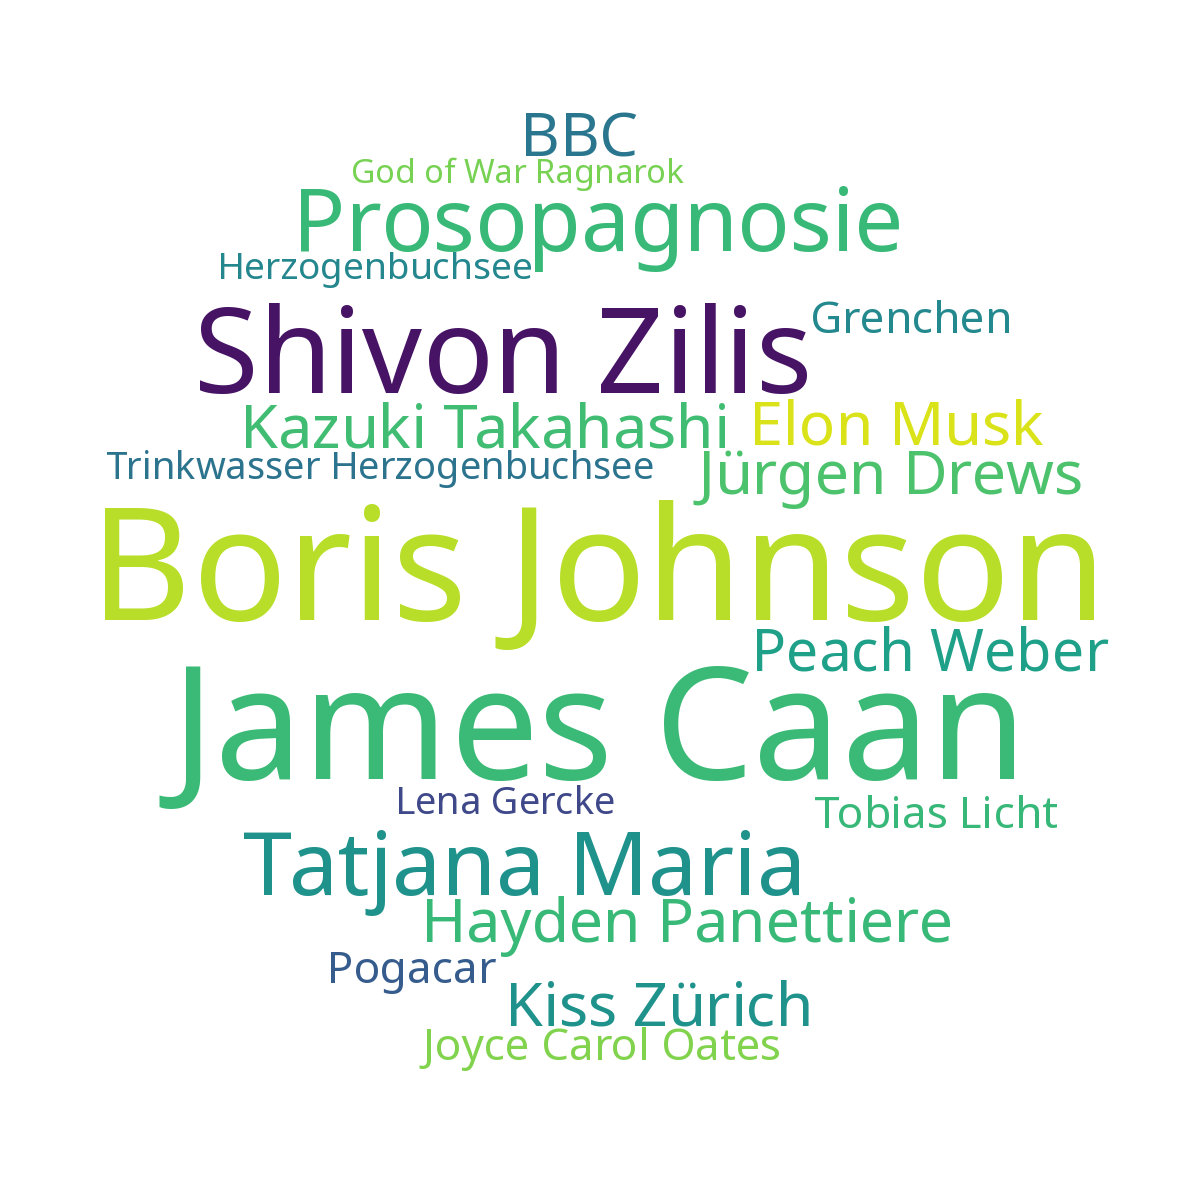 BBC
God of War Ragnarok
Prosopagnosie
Herzogenbuchsee
Shivon Zilis
Grenchen
Kazuki Takahashi
Elon Musk
Trinkwasser Herzogenbuchsee
Jürgen Drews
Boris Johnson
Peach Weber
James Caan
Lena Gercke
Tobias Licht
Tatjana Maria
Hayden Panettiere
Pogacar
Kiss Zürich
Joyce Carol Oates